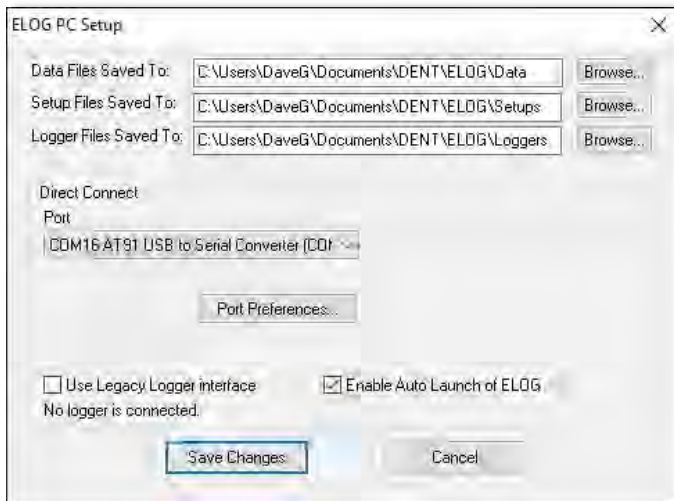 ELOG PC Setup
Data Files Saved To: C:\Users\DaveG\Documents\DENT\ELOG\Data Browse...
Setup Files Saved To: C:\Users\DaveG\Documents\DENT\ELOG\Setups Browse...
Logger Files Saved To: C:\Users\DaveG\Documents\DENT\ELOG\Loggers Browse...
Direct Connect
Port
COM16 AT91 USB to Serial Converter (CO
Port Preferences...
Use Legacy Logger interface Enable Auto Launch of ELOG
No logger is connected.
Save Changes Cancel